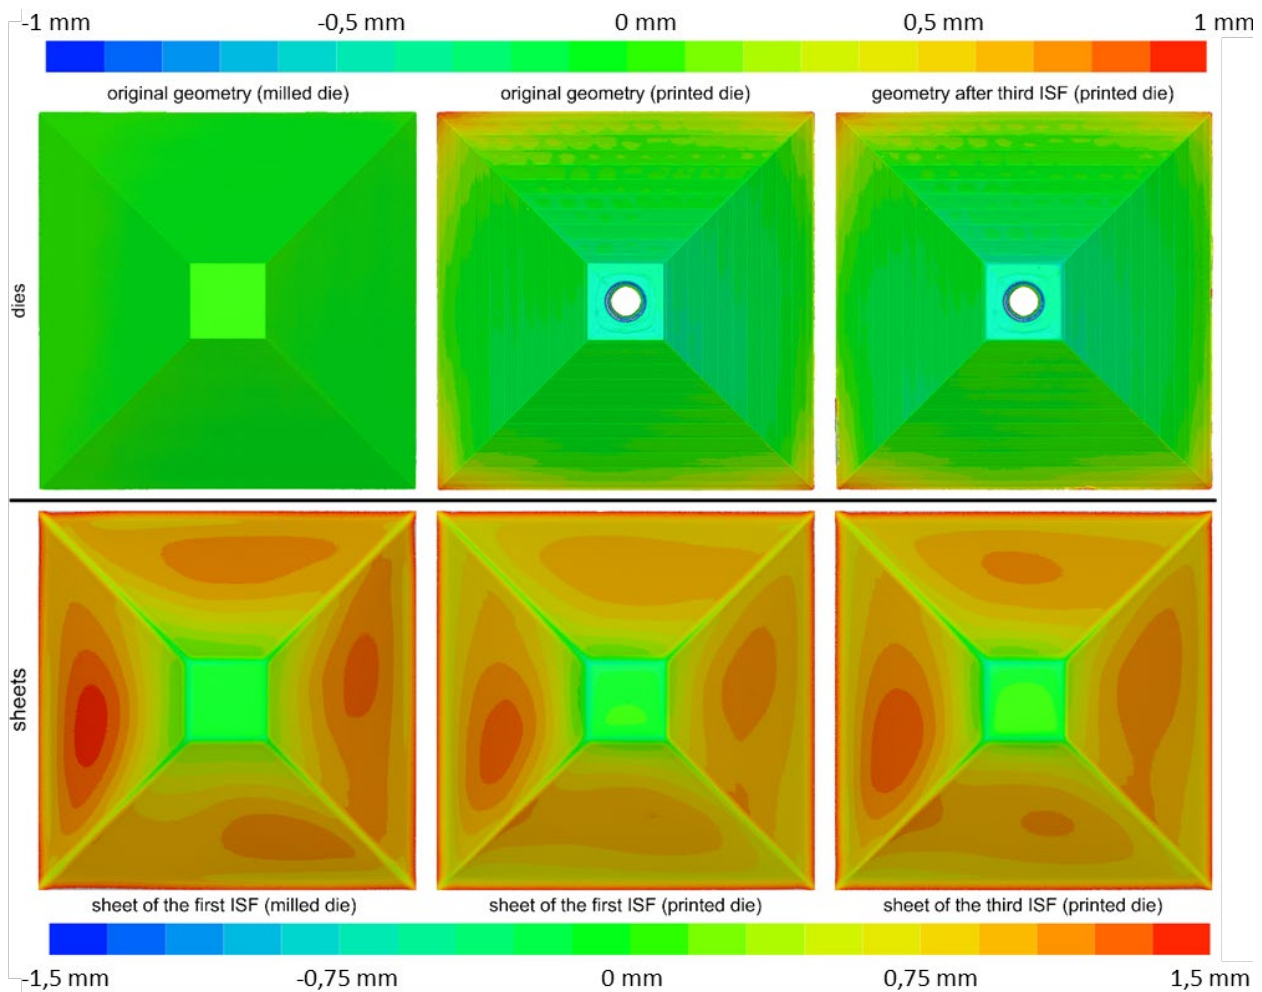 -1 mm -0,5 mm 0 mm 0,5 mm 1 mm
original geometry (milled die) original geometry (printed die) geometry after third ISF (printed die)
dies
sheets
sheet of the first ISF (milled die) sheet of the first ISF (printed die) sheet of the third ISF (printed die)
-1,5 mm -0,75 mm 0 mm 0,75 mm 1,5 mm